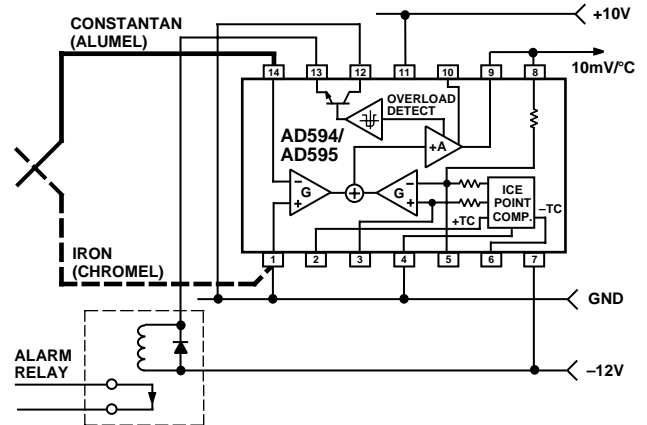 CONSTANTAN
(ALUMEL)
+10V
10mV/°C
14 13 12 11 10 9 8
OVERLOAD
DETECT
AD594/
AD595
+A
– G +
G – +
ICE
POINT
COMP.
+TC
–TC
IRON
(CHROMEL)
1 2 3 4 5 6 7
GND
ALARM
RELAY
–12V